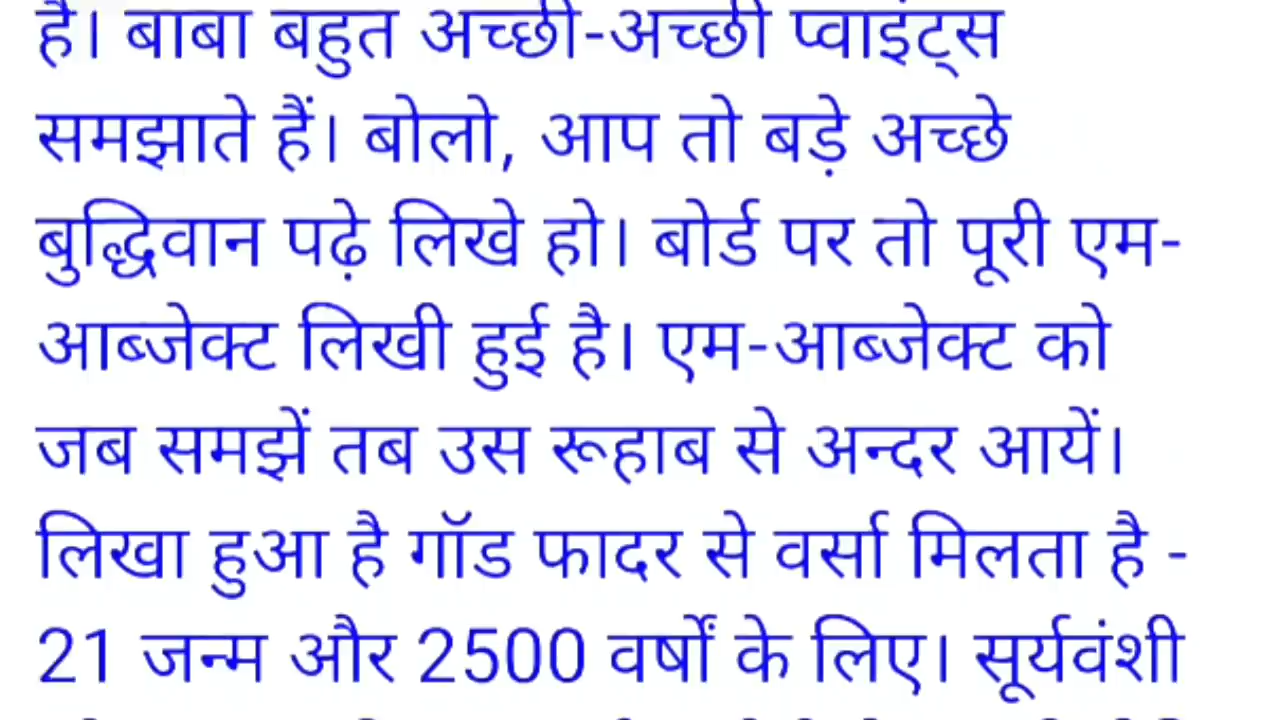 है। बाबा बहुत अच्छी-अच्छी प्वाइंट्स
समझाते हैं। बोलो, आप तो बड़े अच्छे
बुद्धिवान पढ़े लिखे हो। बोर्ड पर तो पूरी एम-
आब्जेक्ट लिखी हुई है। एम-आब्जेक्ट को
जब समझें तब उस रूहाब से अन्दर आयें।
लिखा हुआ है गॉड फादर से वर्सा मिलता है -
21 जन्म और 2500 वर्षों के लिए। सूर्यवंशी